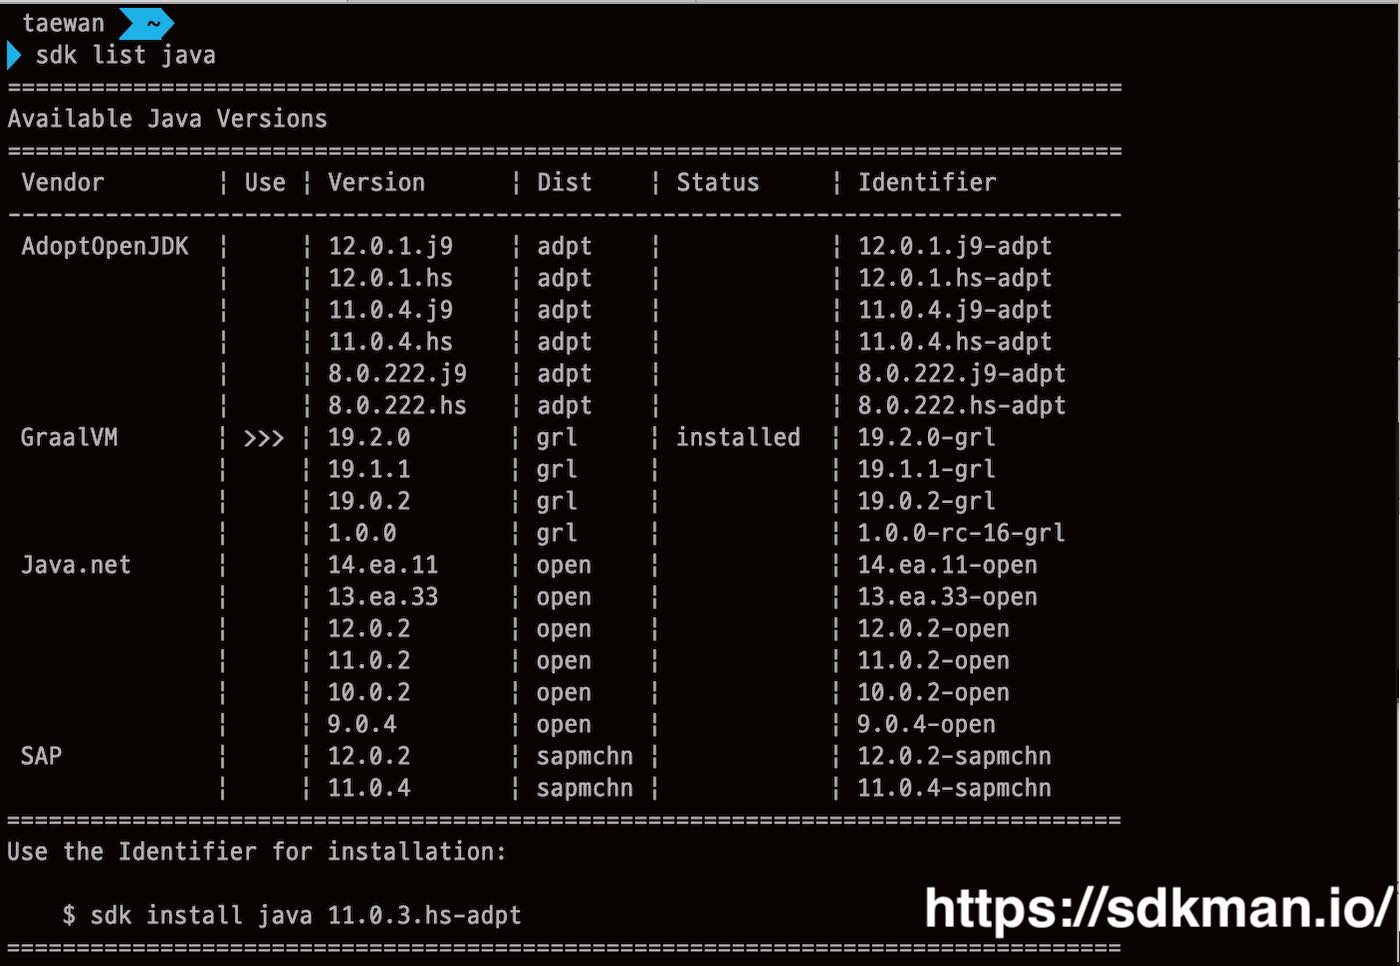 taewan ~
sdk list java
================================================================================
Available Java Versions
================================================================================
Vendor | Use | Version | Dist | Status | Identifier
--------------------------------------------------------------------------------
AdoptOpenJDK | | 12.0.1.j9 | adpt | | 12.0.1.j9-adpt
| | 12.0.1.hs | adpt | | 12.0.1.hs-adpt
| | 11.0.4.j9 | adpt | | 11.0.4.j9-adpt
| | 11.0.4.hs | adpt | | 11.0.4.hs-adpt
| | 8.0.222.j9 | adpt | | 8.0.222.j9-adpt
| | 8.0.222.hs | adpt | | 8.0.222.hs-adpt
GraalVM | >>> | 19.2.0 | grl | installed | 19.2.0-grl
| | 19.1.1 | grl | | 19.1.1-grl
| | 19.0.2 | grl | | 19.0.2-grl
| | 1.0.0 | grl | | 1.0.0-rc-16-grl
Java.net | | 14.ea.11 | open | | 14.ea.11-open
| | 13.ea.33 | open | | 13.ea.33-open
| | 12.0.2 | open | | 12.0.2-open
| | 11.0.2 | open | | 11.0.2-open
| | 10.0.2 | open | | 10.0.2-open
| | 9.0.4 | open | | 9.0.4-open
SAP | | 12.0.2 | sapmchn | | 12.0.2-sapmchn
| | 11.0.4 | sapmchn | | 11.0.4-sapmchn
================================================================================
Use the Identifier for installation:
$ sdk install java 11.0.3.hs-adpt
https://sdkman.io/
================================================================================